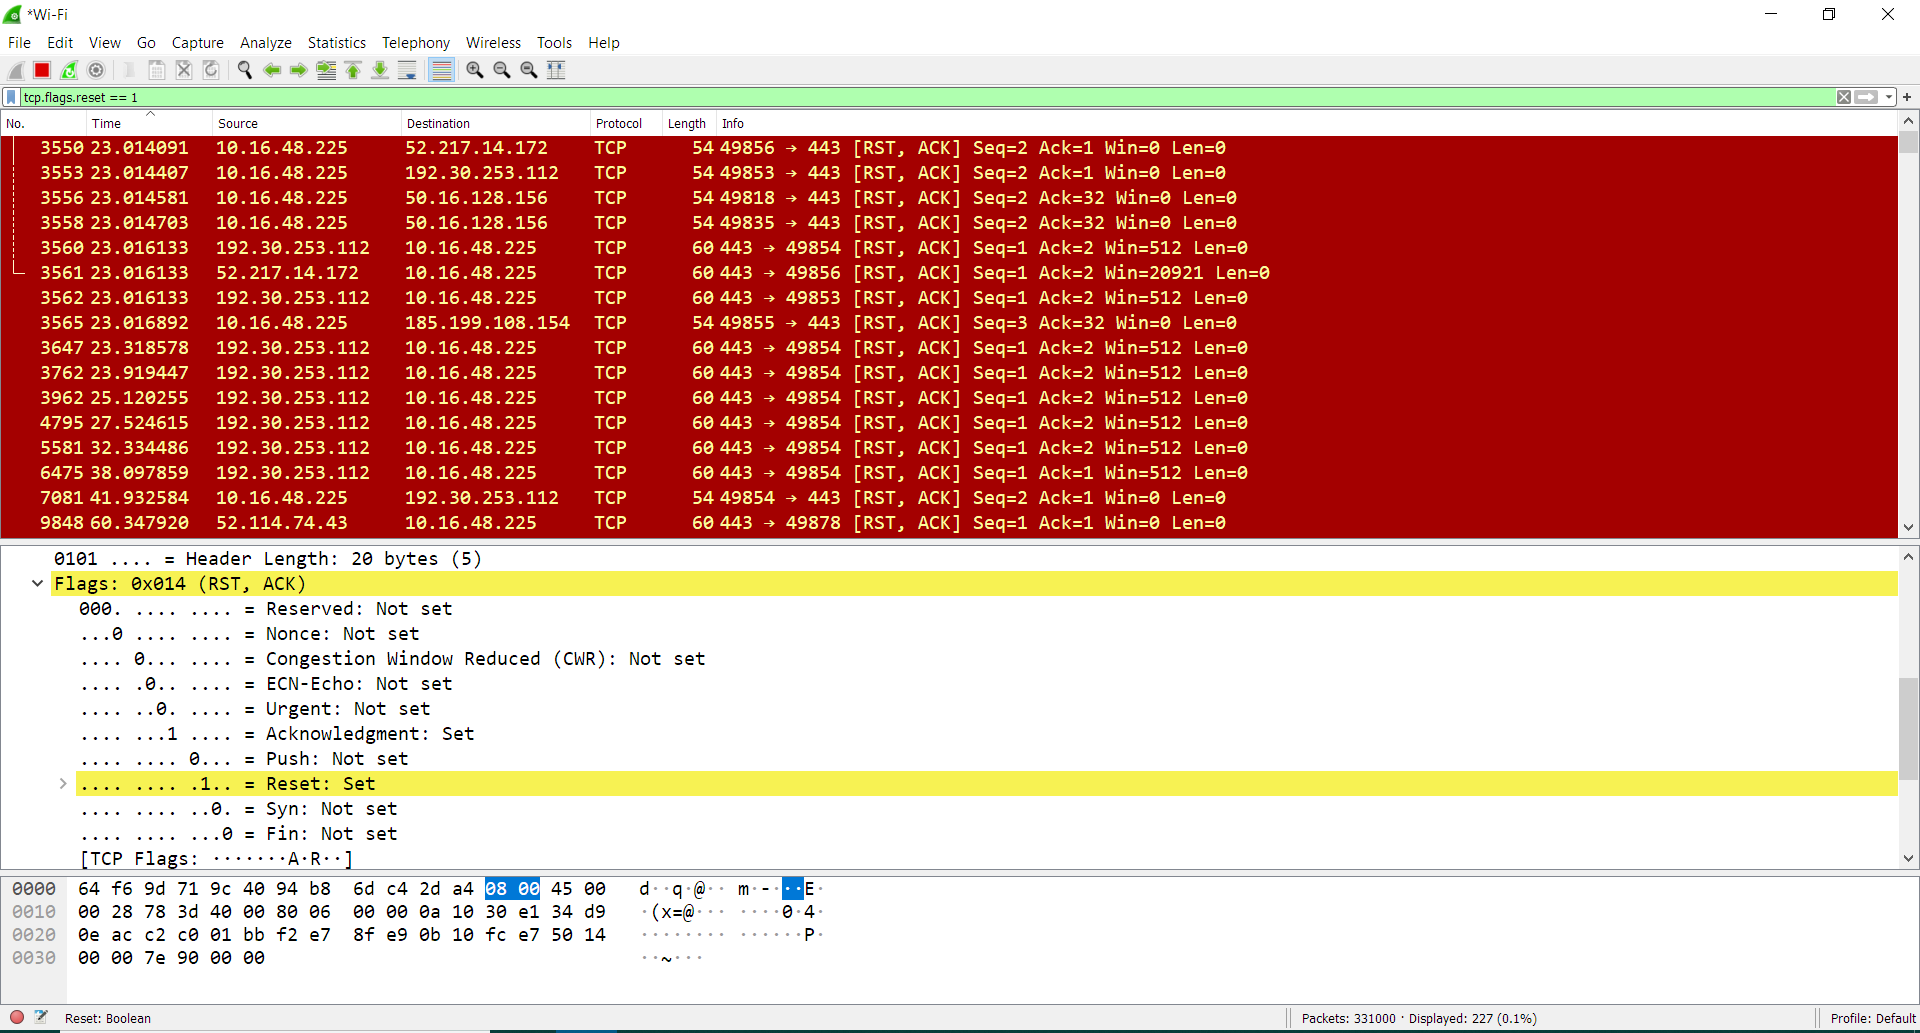 *Wi-Fi
File Edit View Go Capture Analyze Statistics Telephony Wireless Tools Help
tcp.flags.reset == 1
No. Time Source Destination Protocol Length Info
3550 23.014091 10.16.48.225 52.217.14.172 TCP 54 49856 → 443 [RST, ACK] Seq=2 Ack=1 Win=0 Len=0
3553 23.014407 10.16.48.225 192.30.253.112 TCP 54 49853 → 443 [RST, ACK] Seq=2 Ack=1 Win=0 Len=0
3556 23.014581 10.16.48.225 50.16.128.156 TCP 54 49818 → 443 [RST, ACK] Seq=2 Ack=32 Win=0 Len=0
3558 23.014703 10.16.48.225 50.16.128.156 TCP 54 49835 → 443 [RST, ACK] Seq=2 Ack=32 Win=0 Len=0
3560 23.016133 192.30.253.112 10.16.48.225 TCP 60 443 → 49854 [RST, ACK] Seq=1 Ack=2 Win=512 Len=0
3561 23.016133 52.217.14.172 10.16.48.225 TCP 60 443 → 49856 [RST, ACK] Seq=1 Ack=2 Win=20921 Len=0
3562 23.016133 192.30.253.112 10.16.48.225 TCP 60 443 → 49853 [RST, ACK] Seq=1 Ack=2 Win=512 Len=0
3565 23.016892 10.16.48.225 185.199.108.154 TCP 54 49855 → 443 [RST, ACK] Seq=3 Ack=32 Win=0 Len=0
3647 23.318578 192.30.253.112 10.16.48.225 TCP 60 443 → 49854 [RST, ACK] Seq=1 Ack=2 Win=512 Len=0
3762 23.919447 192.30.253.112 10.16.48.225 TCP 60 443 → 49854 [RST, ACK] Seq=1 Ack=2 Win=512 Len=0
3962 25.120255 192.30.253.112 10.16.48.225 TCP 60 443 → 49854 [RST, ACK] Seq=1 Ack=2 Win=512 Len=0
4795 27.524615 192.30.253.112 10.16.48.225 TCP 60 443 → 49854 [RST, ACK] Seq=1 Ack=2 Win=512 Len=0
5581 32.334486 192.30.253.112 10.16.48.225 TCP 60 443 → 49854 [RST, ACK] Seq=1 Ack=2 Win=512 Len=0
6475 38.097859 192.30.253.112 10.16.48.225 TCP 60 443 → 49854 [RST, ACK] Seq=1 Ack=1 Win=512 Len=0
7081 41.932584 10.16.48.225 192.30.253.112 TCP 54 49854 → 443 [RST, ACK] Seq=2 Ack=1 Win=0 Len=0
9848 60.347920 52.114.74.43 10.16.48.225 TCP 60 443 → 49878 [RST, ACK] Seq=1 Ack=1 Win=0 Len=0
0101 .... = Header Length: 20 bytes (5)
Flags: 0x014 (RST, ACK)
000. .... .... = Reserved: Not set
...0 .... .... = Nonce: Not set
.... 0... .... = Congestion Window Reduced (CWR): Not set
.... .0.. .... = ECN-Echo: Not set
.... ..0. .... = Urgent: Not set
.... ...1 .... = Acknowledgment: Set
.... .... 0... = Push: Not set
.... .... .1.. = Reset: Set
.... .... ..0. = Syn: Not set
.... .... ...0 = Fin: Not set
[TCP Flags: ·······A·R··]
0000 64 f6 9d 71 9c 40 94 b8 6d c4 2d a4 08 00 45 00 d··q·@·· m·-···E·
0010 00 28 78 3d 40 00 80 06 00 00 0a 10 30 e1 34 d9 ·(x=@··· ····0·4·
0020 0e ac c2 c0 01 bb f2 e7 8f e9 0b 10 fc e7 50 14 ········ ······P·
0030 00 00 7e 90 00 00 ··~···
Reset: Boolean
Packets: 331000 · Displayed: 227 (0.1%)
Profile: Default